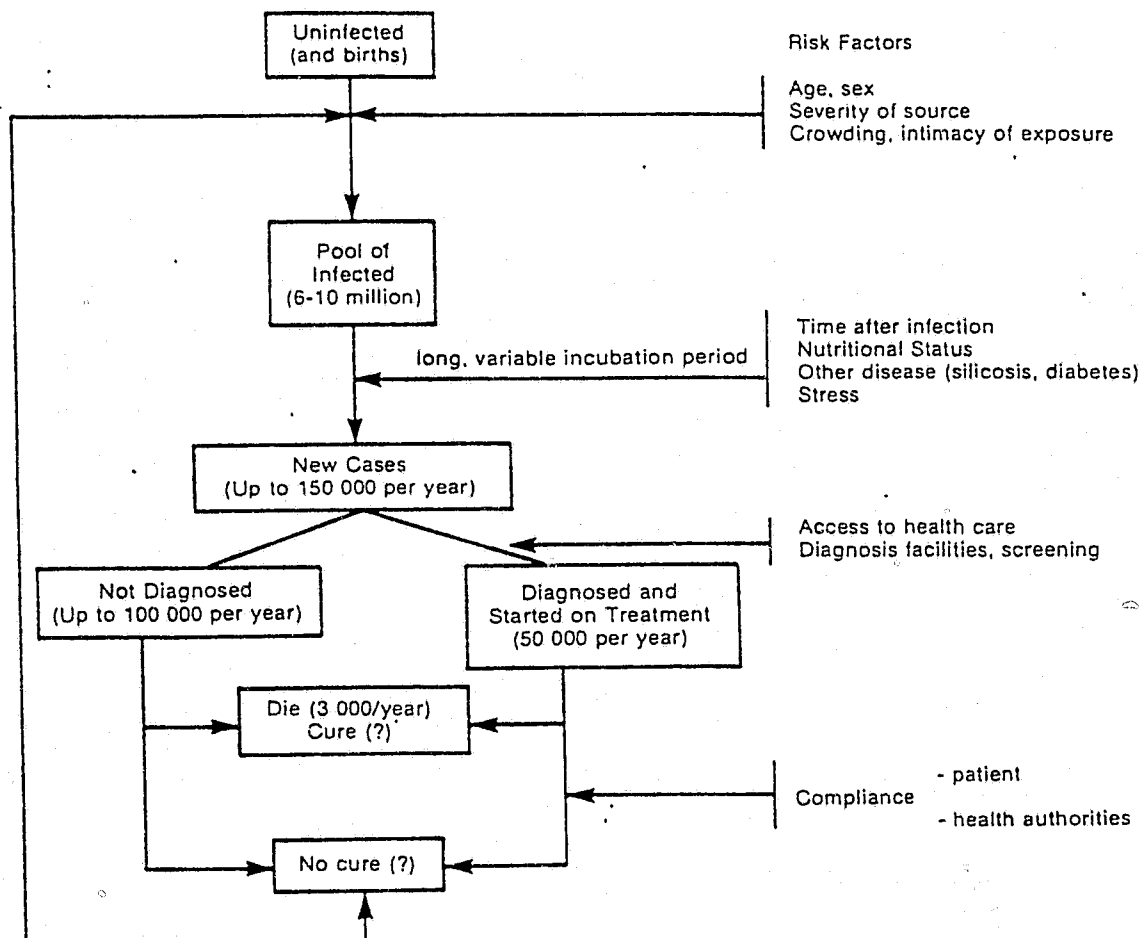 Uninfected
(and births)
Risk Factors
Age, sex
Severity of source
Crowding, intimacy of exposure
Pool of
Infected
(6-10 million)
Time after infection
Nutritional Status
Other disease (silicosis, diabetes)
Stress
long, variable incubation period
New Cases
(Up to 150 000 per year)
Access to health care
Diagnosis facilities, screening
Not Diagnosed
(Up to 100 000 per year)
Diagnosed and
Started on Treatment
(50 000 per year)
Die (3 000/year)
Cure (?)
Compliance
- patient
- health authorities
No cure (?)